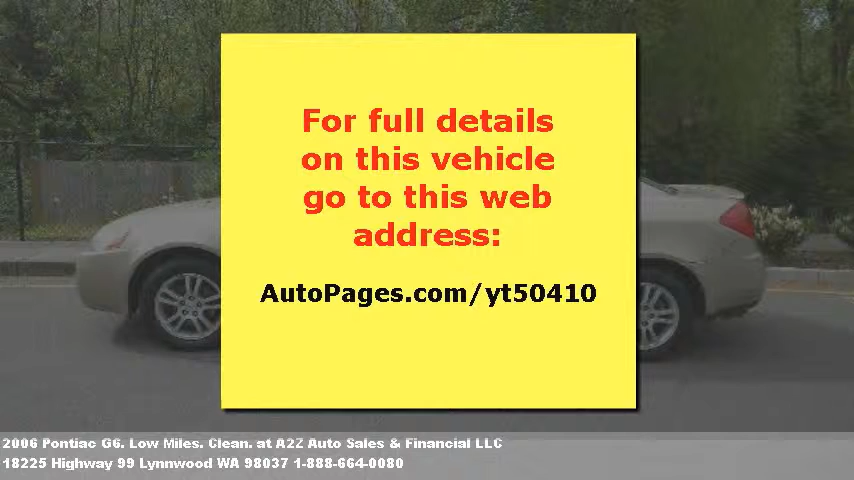 For full details
on this vehicle
go to this web
address:
AutoPages.com/yt50410
2006 Pontiac G6. Low Miles. Clean. at A2Z Auto Sales & Financial LLC
18225 Highway 99 Lynnwood WA 98037 1-888-664-0080